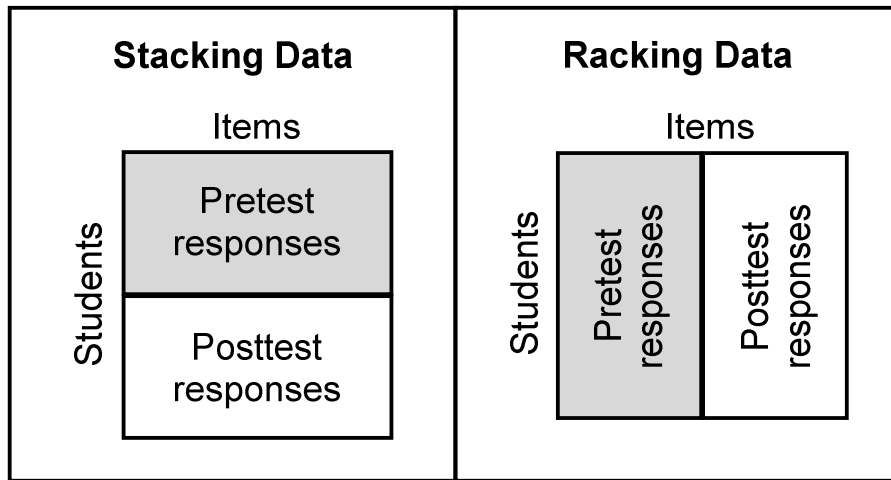 Stacking Data
Items
Students
Pretest
responses
Posttest
responses
Racking Data
Items
Students
Pretest
responses
Posttest
responses